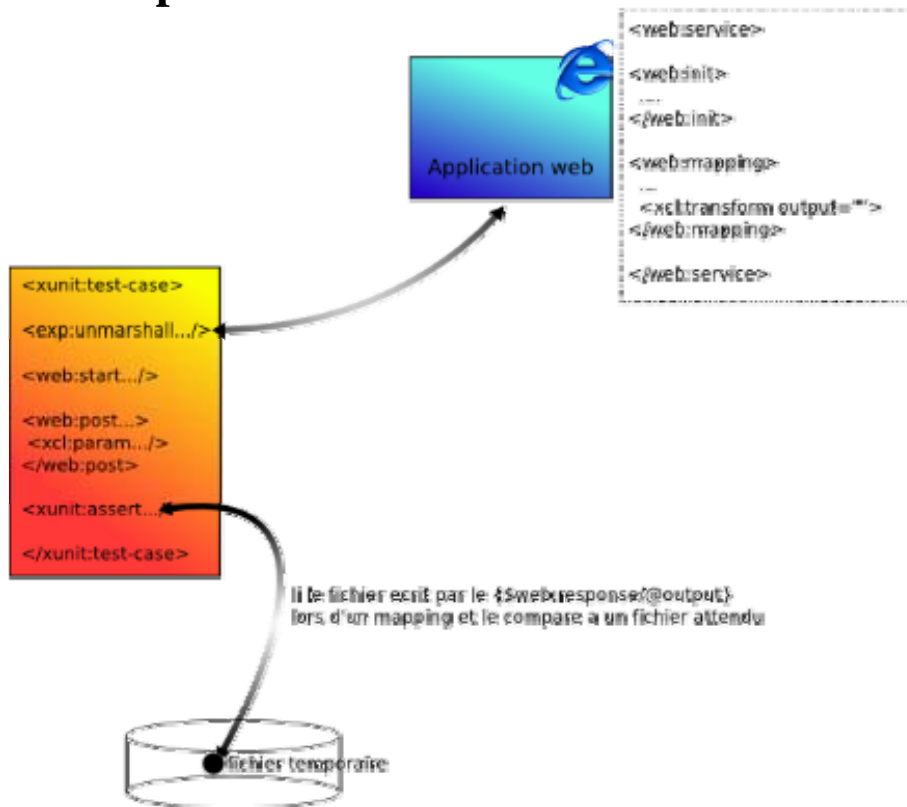 <web:service>
<web:init>
....
</web:init>
<web:mapping>
...
<xcl:transform output="">
</web:mapping>
</web:service>
Application web
<xunit:test-case>
<exp:unmarshall.../>
<web:start.../>
<web:post...>
<xcl:param.../>
</web:post>
<xunit:assert.../
</xunit:test-case>
li le fichier ecrit par le {$web:response/@output}
lors d'un mapping et le compare a un fichier attendu
fichier temporaire